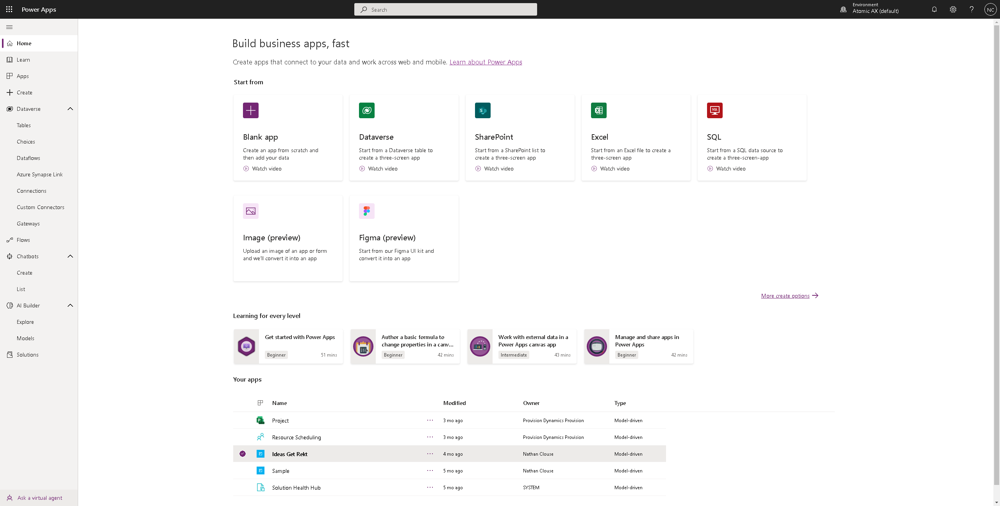 Power Apps
Search
Environment
Atomic AX (default)
?
NC
Home
Learn
Apps
Create
Dataverse
Tables
Choices
Dataflows
Azure Synapse Link
Connections
Custom Connectors
Gateways
Flows
Chatbots
Create
List
AI Builder
Explore
Models
Solutions
Ask a virtual agent
Build business apps, fast
Create apps that connect to your data and work across web and mobile. Learn about Power Apps
Start from
Blank app
Create an app from scratch and
then add your data
Watch video
Dataverse
Start from a Dataverse table to
create a three-screen app
Watch video
S
SharePoint
Start from a SharePoint list to
create a three-screen app
Watch video
X
Excel
Start from an Excel file to create a
three-screen app
Watch video
SQL
SQL
Start from a SQL data source to
create a three-screen-app
Watch video
Image (preview)
Upload an image of an app or form
and we'll convert it into an app
Figma (preview)
Start from our Figma UI kit and
convert it into an app
More create options
Learning for every level
Get started with Power Apps
Beginner 51 mins
Author a basic formula to
change properties in a canv...
Beginner 42 mins
Work with external data in a
Power Apps canvas app
Intermediate 43 mins
Manage and share apps in
Power Apps
Beginner 42 mins
Your apps
Name Modified Owner Type
P Project ... 3 mo ago Provision Dynamics Provision Model-driven
Resource Scheduling ... 3 mo ago Provision Dynamics Provision Model-driven
Ideas Get Rekt ... 4 mo ago Nathan Clouse Model-driven
Sample ... 5 mo ago Nathan Clouse Model-driven
Solution Health Hub ... 5 mo ago SYSTEM Model-driven